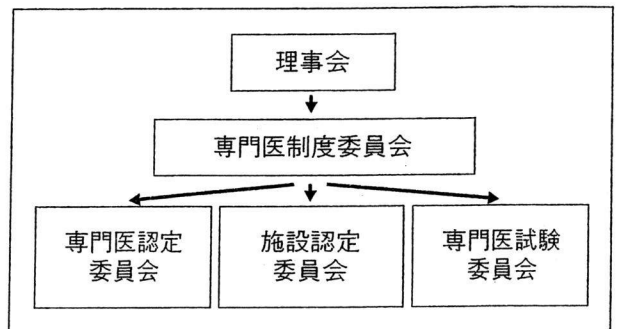 理事会
専門医制度委員会
専門医認定
委員会
施設認定
委員会
専門医試験
委員会